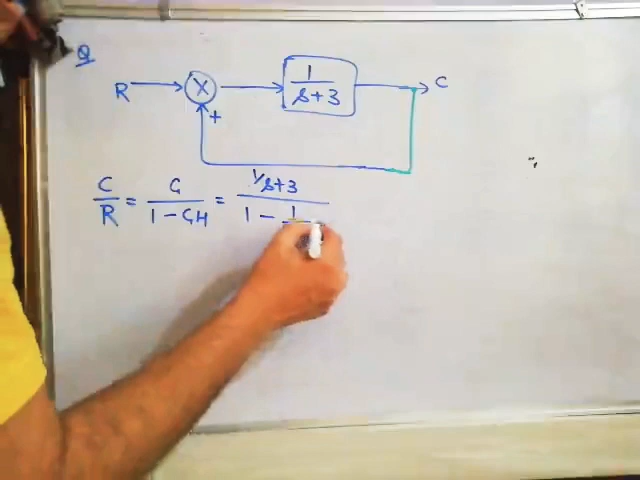 Q
R X 1/s+3 C
+
C/R = G/1-GH = 1/s+3 / 1 - 1